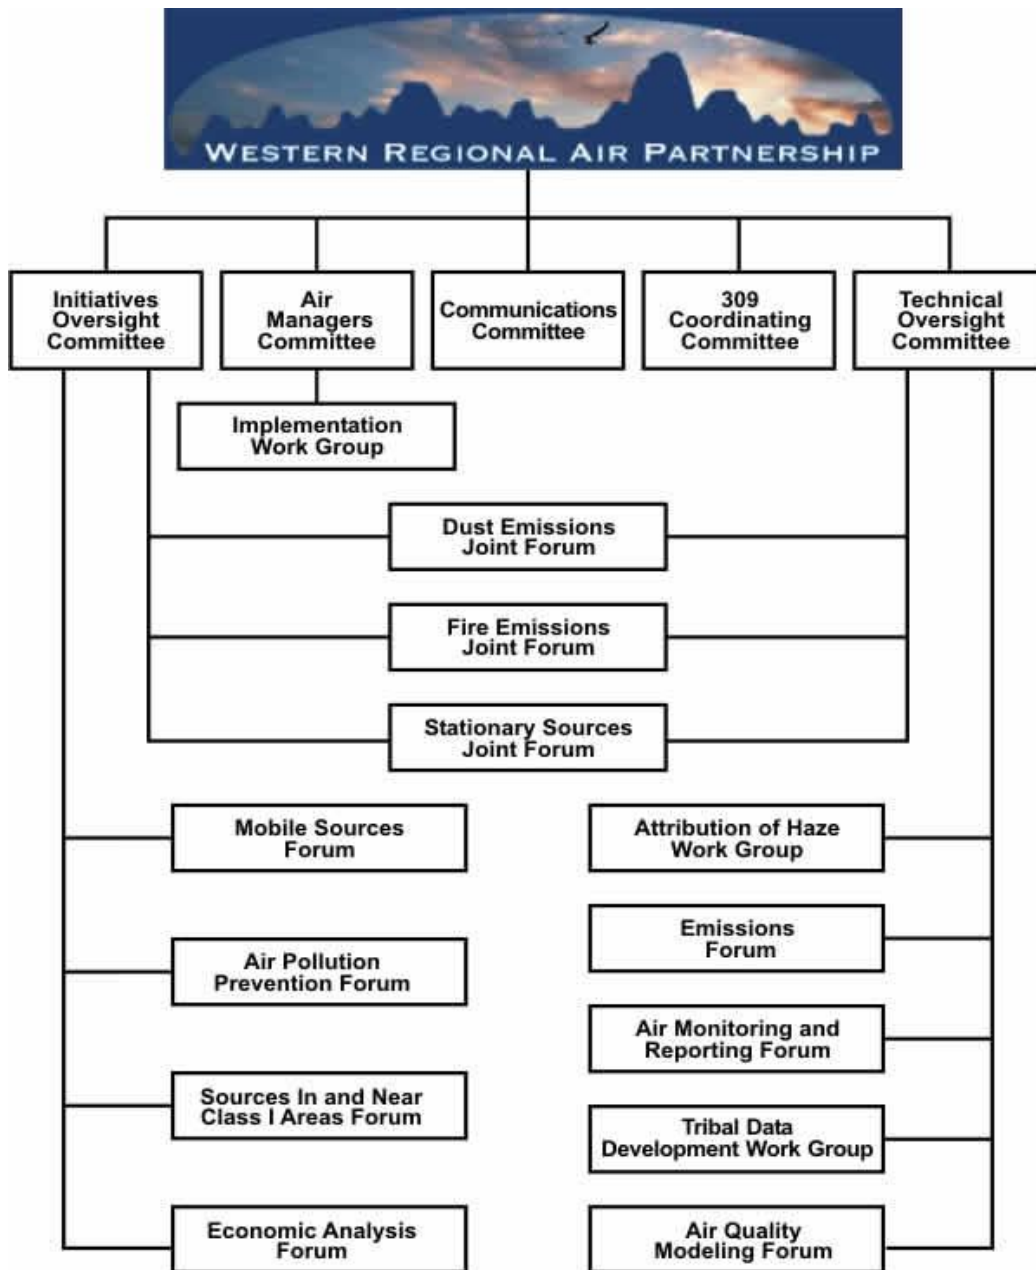 WESTERN REGIONAL AIR PARTNERSHIP
Initiatives
Oversight
Committee
Air
Managers
Committee
Communications
Committee
309
Coordinating
Committee
Technical
Oversight
Committee
Implementation
Work Group
Dust Emissions
Joint Forum
Fire Emissions
Joint Forum
Stationary Sources
Joint Forum
Mobile Sources
Forum
Attribution of Haze
Work Group
Emissions
Forum
Air Pollution
Prevention Forum
Air Monitoring and
Reporting Forum
Sources In and Near
Class I Areas Forum
Tribal Data
Development Work Group
Economic Analysis
Forum
Air Quality
Modeling Forum